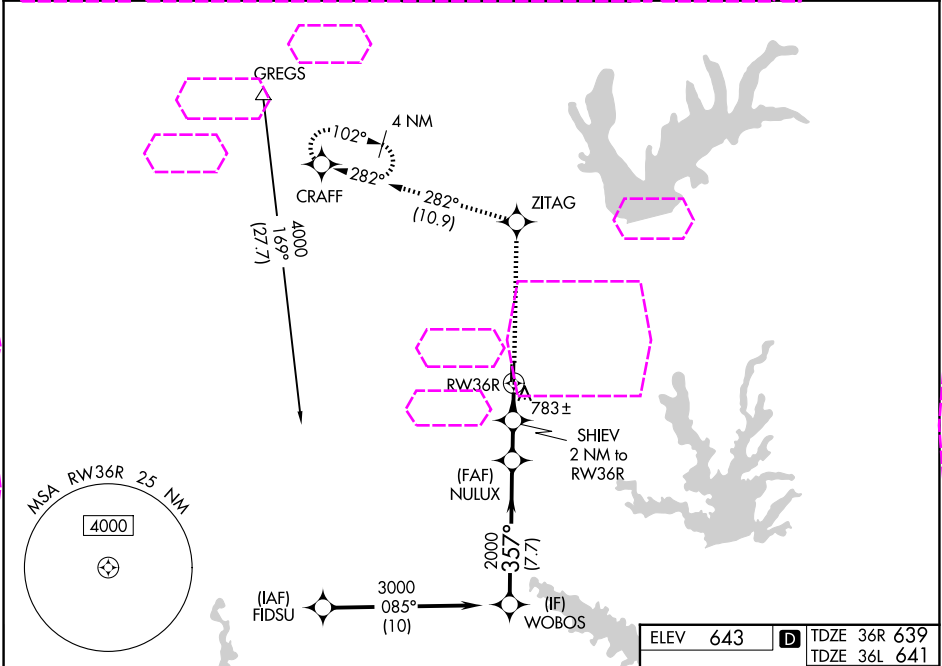 GREGS
4 NM
102°
282°
CRAFF
282°
(10.9)
ZITAG
4000
169°
(27.7)
RW36R
783±
SHIEV
2 NM to
RW36R
(FAF)
NULUX
MSA RW36R 25 NM
4000
2000
357°
(7.7)
(IAF)
FIDSU
3000
085°
(10)
(IF)
WOBOS
ELEV 643
D
TDZE 36R 639
TDZE 36L 641